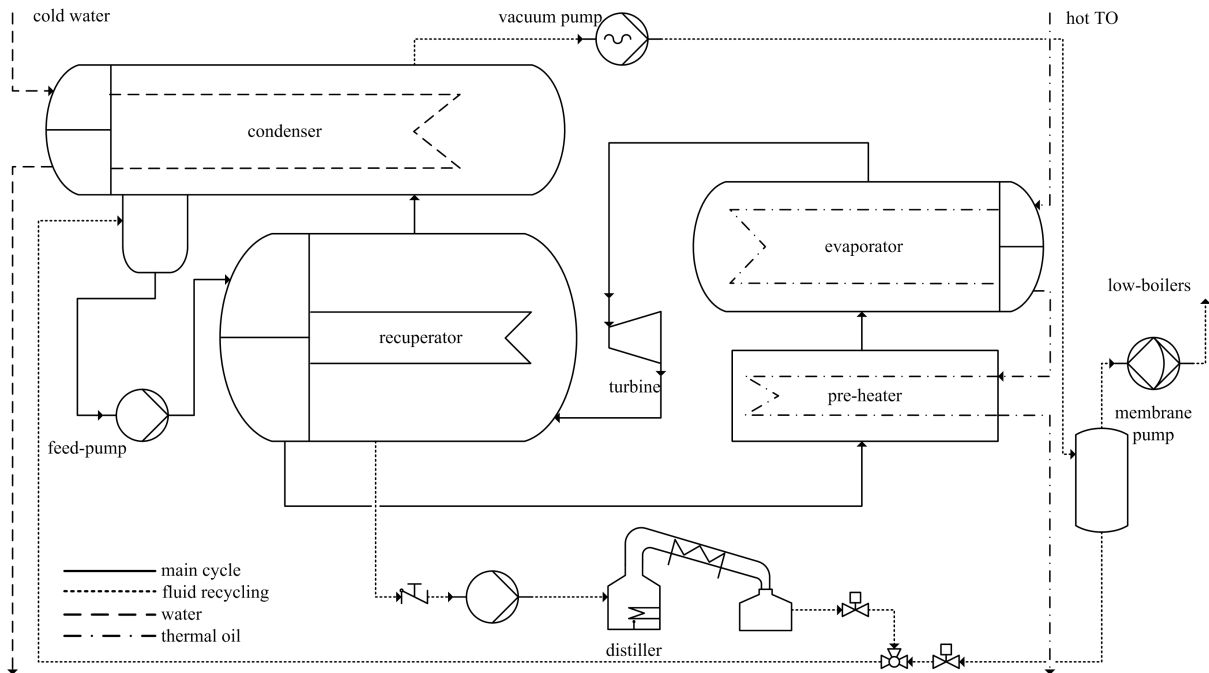 cold water
vacuum pump
hot TO
condenser
evaporator
low-boilers
recuperator
turbine
pre-heater
membrane
pump
feed-pump
main cycle
fluid recycling
water
thermal oil
distiller